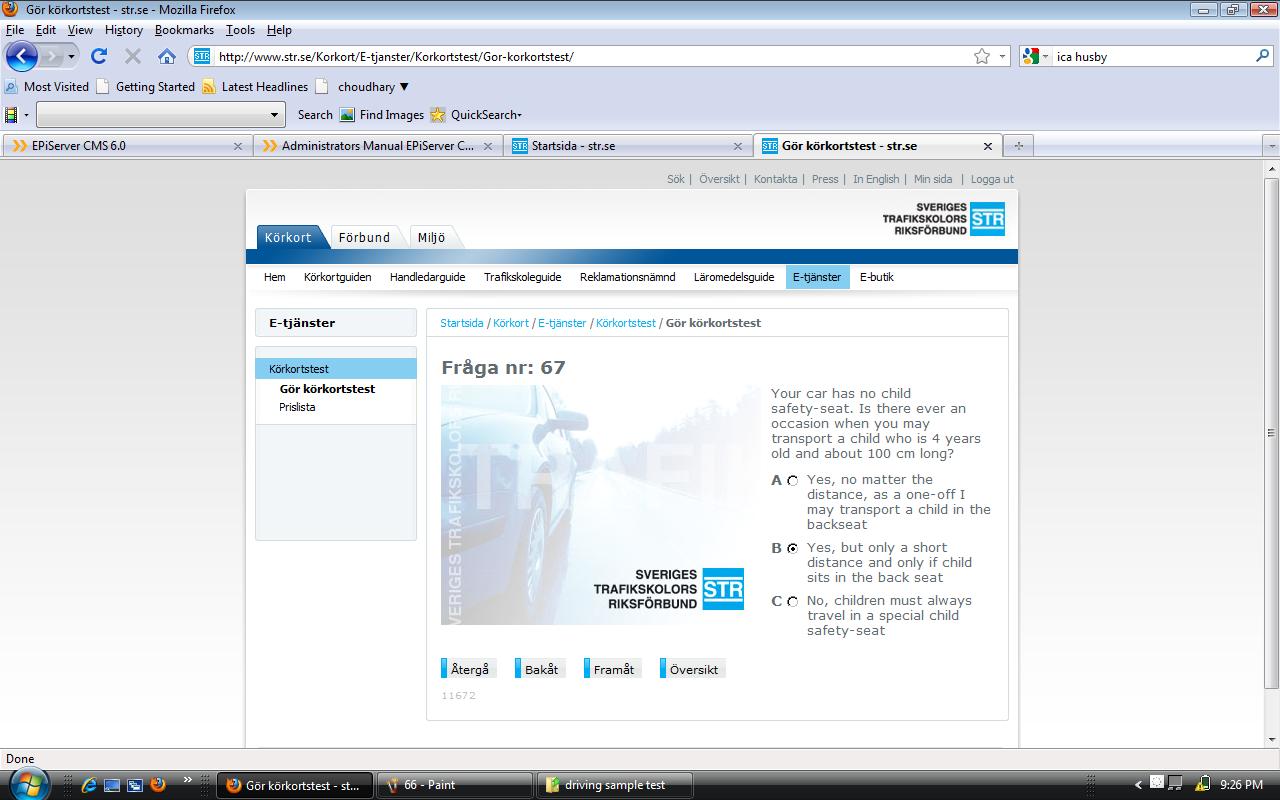 Gör körkortstest - str.se - Mozilla Firefox
File Edit View History Bookmarks Tools Help
STR http://www.str.se/Korkort/E-tjanster/Korkortstest/Gor-korkortstest/ ica husby
Most Visited Getting Started Latest Headlines choudhary
Search Find Images QuickSearch
EPiServer CMS 6.0 Administrators Manual EPiServer C... STR Startsida - str.se STR Gör körkortstest - str.se
Sök | Översikt | Kontakta | Press | In English | Min sida | Logga ut
SVERIGES
TRAFIKSKOLORS STR
RIKSFÖRBUND
Körkort Förbund Miljö
Hem Körkortguiden Handledarguide Trafikskoleguide Reklamationsnämnd Läromedelsguide E-tjänster E-butik
E-tjänster
Körkortstest
Gör körkortstest
Prislista
Startsida / Körkort / E-tjänster / Körkortstest / Gör körkortstest
Fråga nr: 67
Your car has no child
safety-seat. Is there ever an
occasion when you may
transport a child who is 4 years
old and about 100 cm long?
A Yes, no matter the
distance, as a one-off I
may transport a child in the
backseat
B Yes, but only a short
distance and only if child
sits in the back seat
C No, children must always
travel in a special child
safety-seat
SVERIGES
TRAFIKSKOLORS STR
RIKSFÖRBUND
Återgå Bakåt Framåt Översikt
11672
Done
Gör körkortstest - st... 66 - Paint driving sample test 9:26 PM